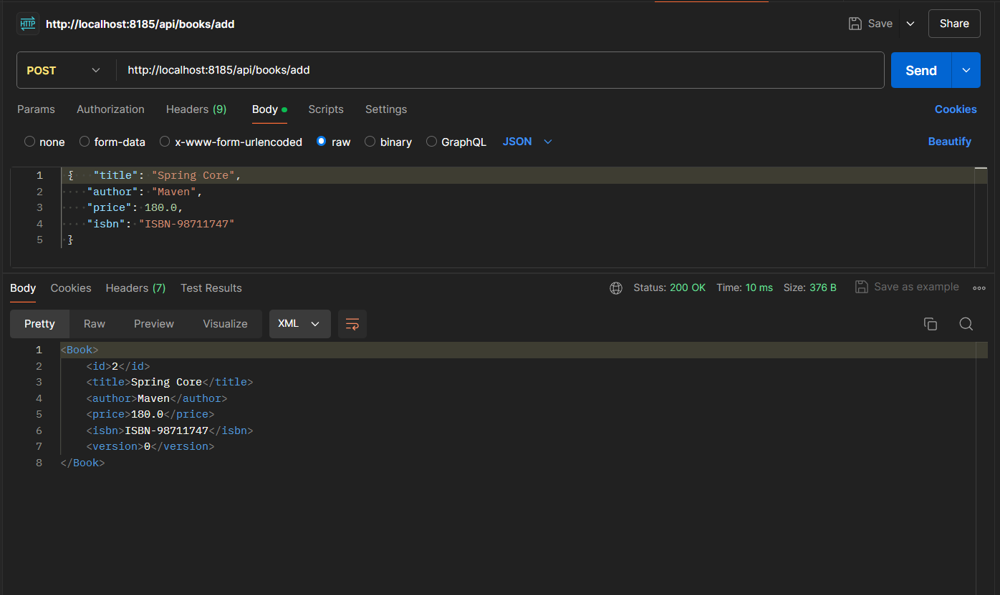 HTTP http://localhost:8185/api/books/add Save Share
POST http://localhost:8185/api/books/add Send
Params Authorization Headers (9) Body Scripts Settings Cookies
none form-data x-www-form-urlencoded raw binary GraphQL JSON Beautify
1 { "title": "Spring Core",
2 "author": "Maven",
3 "price": 180.0,
4 "isbn": "ISBN-98711747"
5 }
Body Cookies Headers (7) Test Results Status: 200 OK Time: 10 ms Size: 376 B Save as example
Pretty Raw Preview Visualize XML
1 <Book>
2 <id>2</id>
3 <title>Spring Core</title>
4 <author>Maven</author>
5 <price>180.0</price>
6 <isbn>ISBN-98711747</isbn>
7 <version>0</version>
8 </Book>